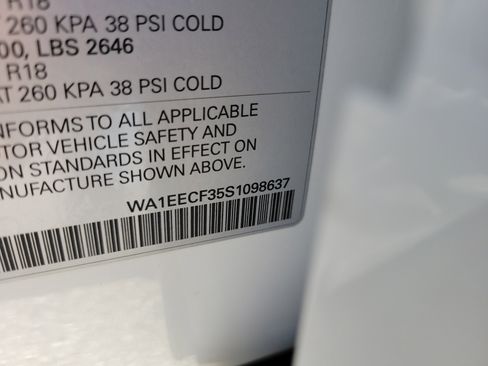 R18
260 KPA 38 PSI COLD
00, LBS 2646
R18
AT 260 KPA 38 PSI COLD
NFORMS TO ALL APPLICABLE
TOR VEHICLE SAFETY AND
ON STANDARDS IN EFFECT ON
NUFACTURE SHOWN ABOVE.
WA1EECF35S1098637